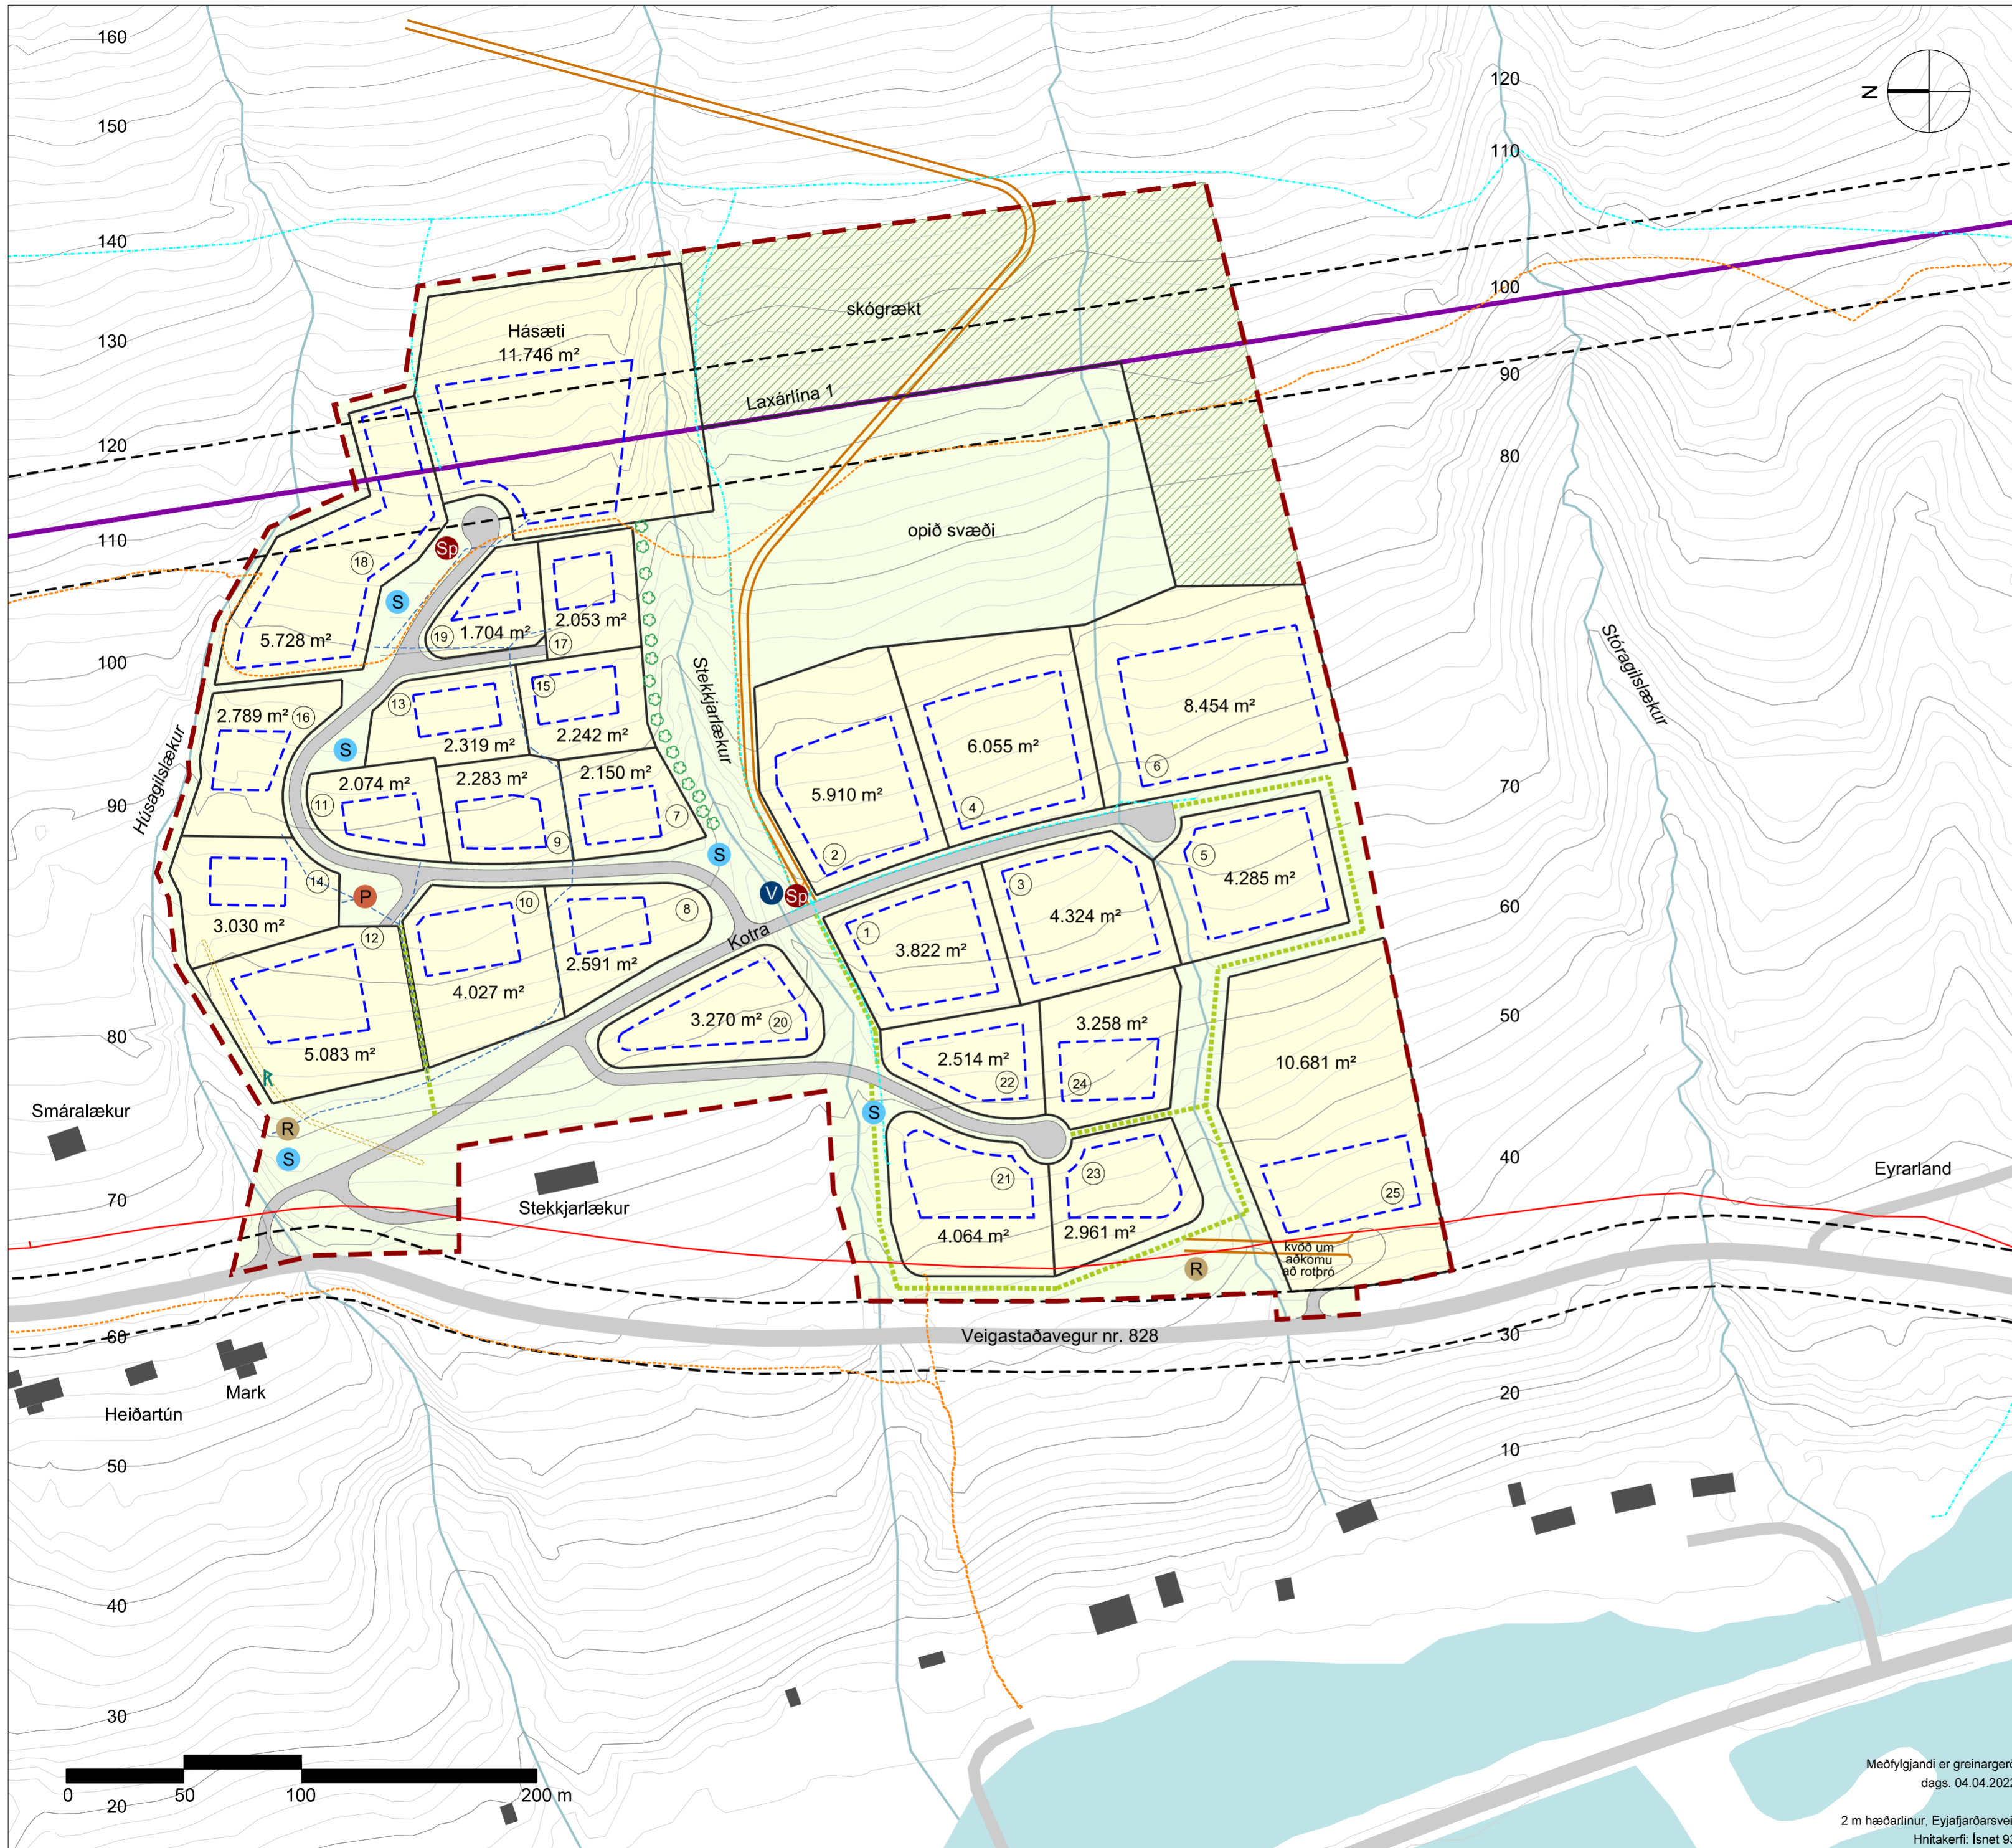 160
150
140
130
120
110
100
90
80
70
60
50
40
30
20
120
110
100
90
80
70
60
50
40
30
20
10
N
skógrækt
Hásæti
11.746 m²
Laxárlína 1
opið svæði
18
Sp
S
5.728 m²
19
1.704 m²
2.053 m²
17
Stekkjarlækur
Stóragilslækur
Húsagilslækur
2.789 m²
16
13
15
2.319 m²
2.242 m²
S
11
2.074 m²
2.283 m²
9
2.150 m²
7
S
8.454 m²
6
6.055 m²
4
5.910 m²
2
V
Sp
14
P
3.030 m²
12
10
8
4.027 m²
2.591 m²
Kotra
5
4.285 m²
3
4.324 m²
1
3.822 m²
5.083 m²
3.270 m²
20
2.514 m²
22
3.258 m²
24
10.681 m²
25
Smáralækur
R
S
S
Stekkjarlækur
21
4.064 m²
23
2.961 m²
R
kvöð um
aðkomu
að rotþró
Eyrarland
Veigastaðavegur nr. 828
Mark
Heiðartún
0
50
100
200 m
Meðfylgjandi er greinargerð
dags. 04.04.2022
2 m hæðarlínur, Eyjafjarðarsvei
Hnitakerfi: Ísnet 9